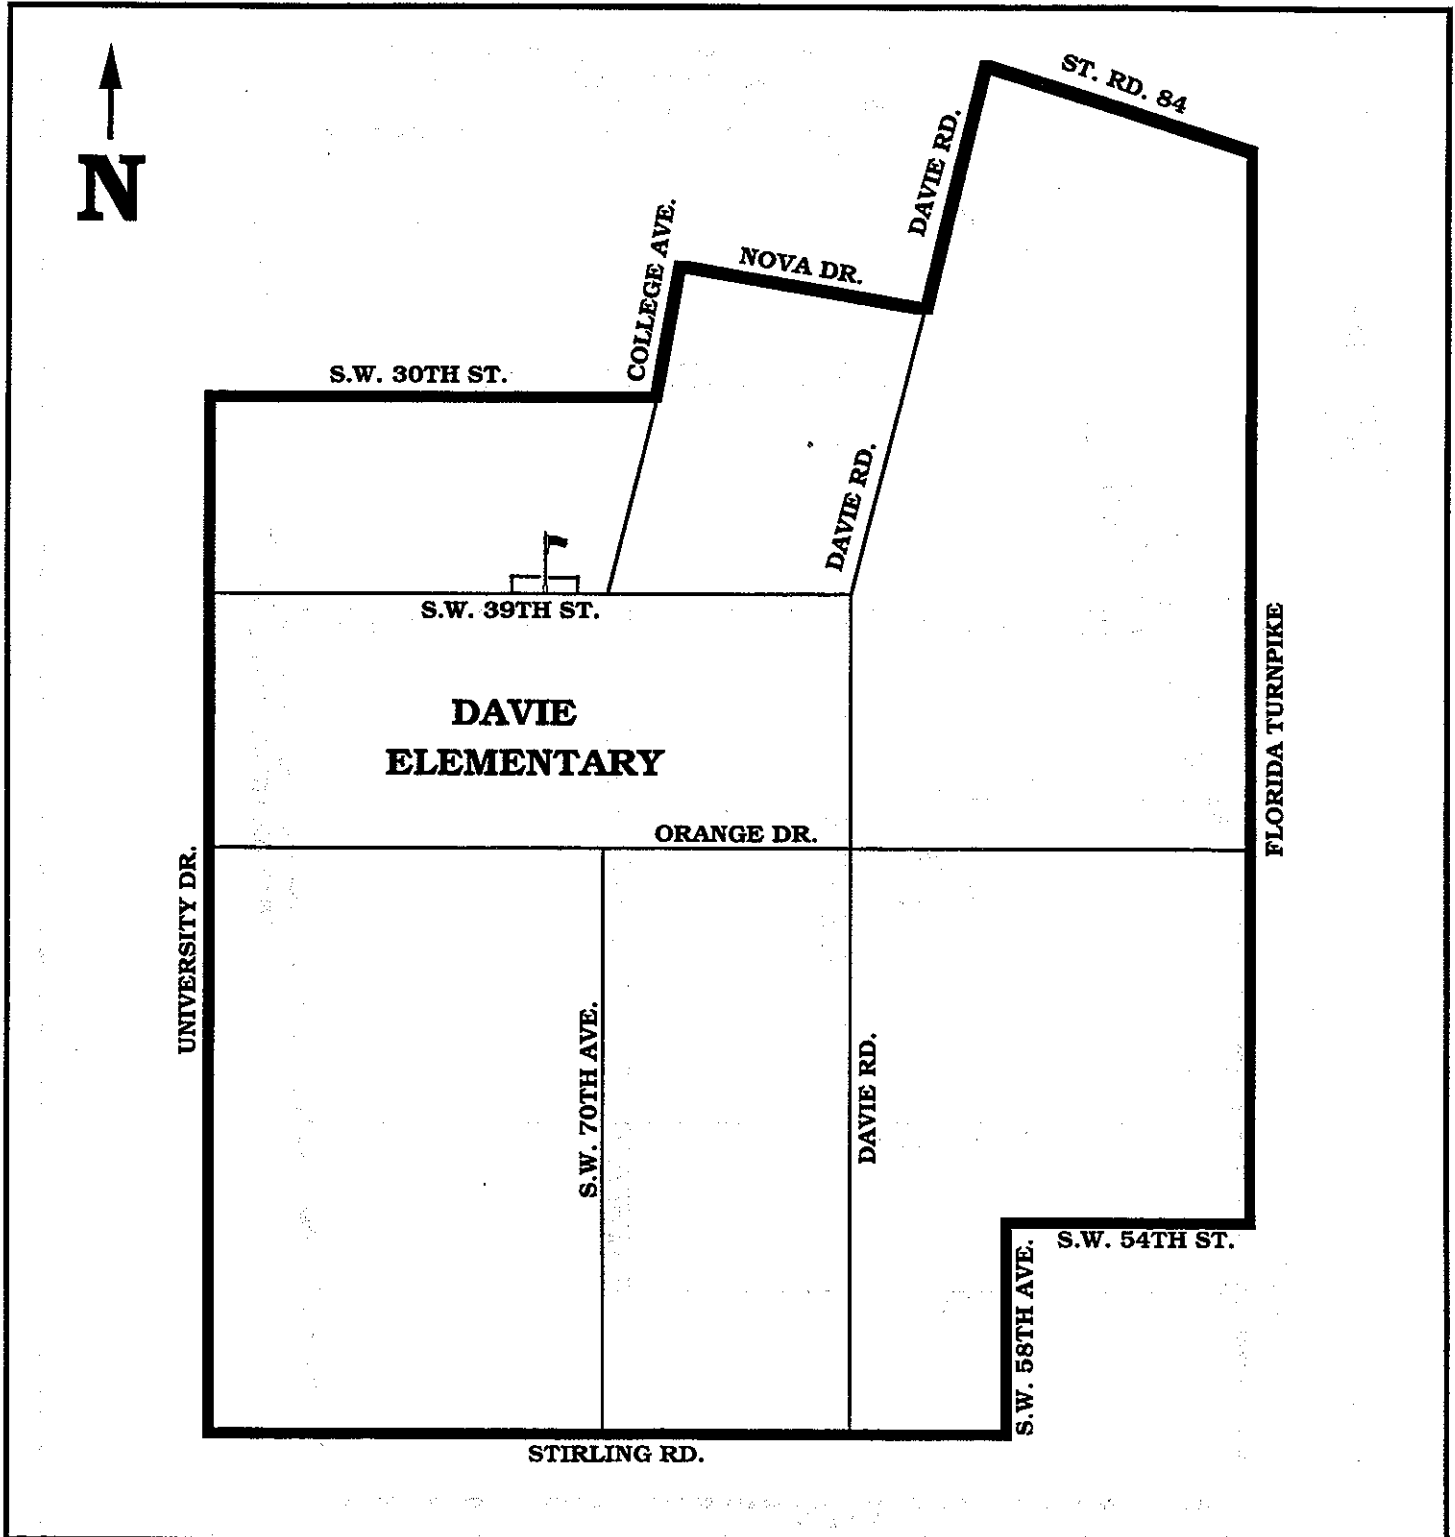 ST. RD. 84
DAVIE RD.
N
COLLEGE AVE.
NOVA DR.
S.W. 30TH ST.
DAVIE RD.
S.W. 39TH ST.
FLORIDA TURNPIKE
DAVIE
ELEMENTARY
ORANGE DR.
UNIVERSITY DR.
S.W. 70TH AVE.
DAVIE RD.
S.W. 54TH ST.
S.W. 58TH AVE.
STIRLING RD.